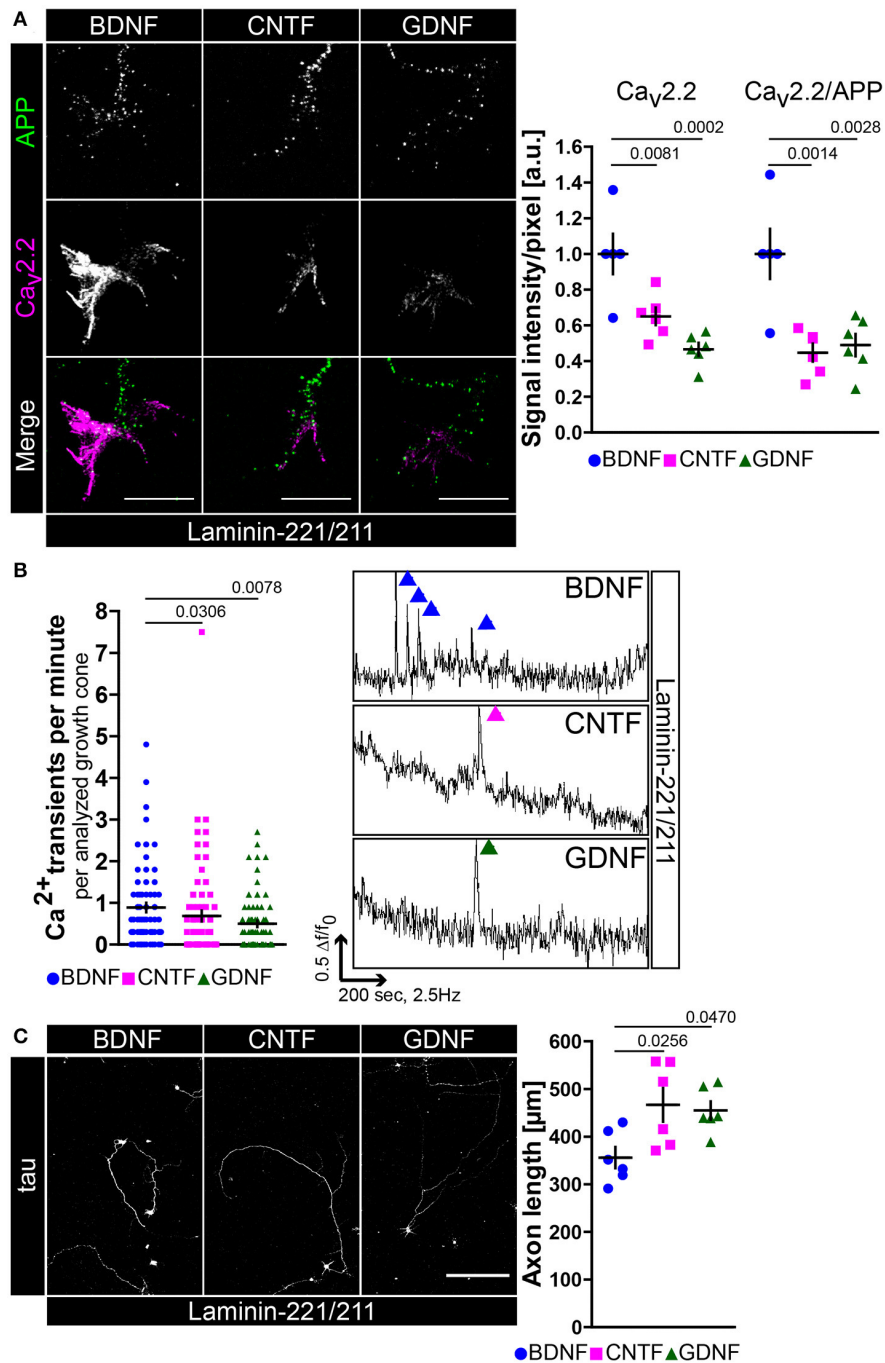 A
BDNF CNTF GDNF
APP
Cav2.2
Merge
Laminin-221/211
Cav2.2 Cav2.2/APP
0.0002 0.0028
0.0081 0.0014
Signal intensity/pixel [a.u.]
1.6
1.4
1.2
1.0
0.8
0.6
0.4
0.2
0.0
BDNF CNTF GDNF
B
0.0078
0.0306
Ca2+ transients per minute
per analyzed growth cone
8
7
6
5
4
3
2
1
0
BDNF CNTF GDNF
BDNF
CNTF
GDNF
Laminin-221/211
0.5 Δf/f0
200 sec, 2.5Hz
C
BDNF CNTF GDNF
tau
Laminin-221/211
0.0470
0.0256
Axon length [µm]
600
500
400
300
200
100
0
BDNF CNTF GDNF